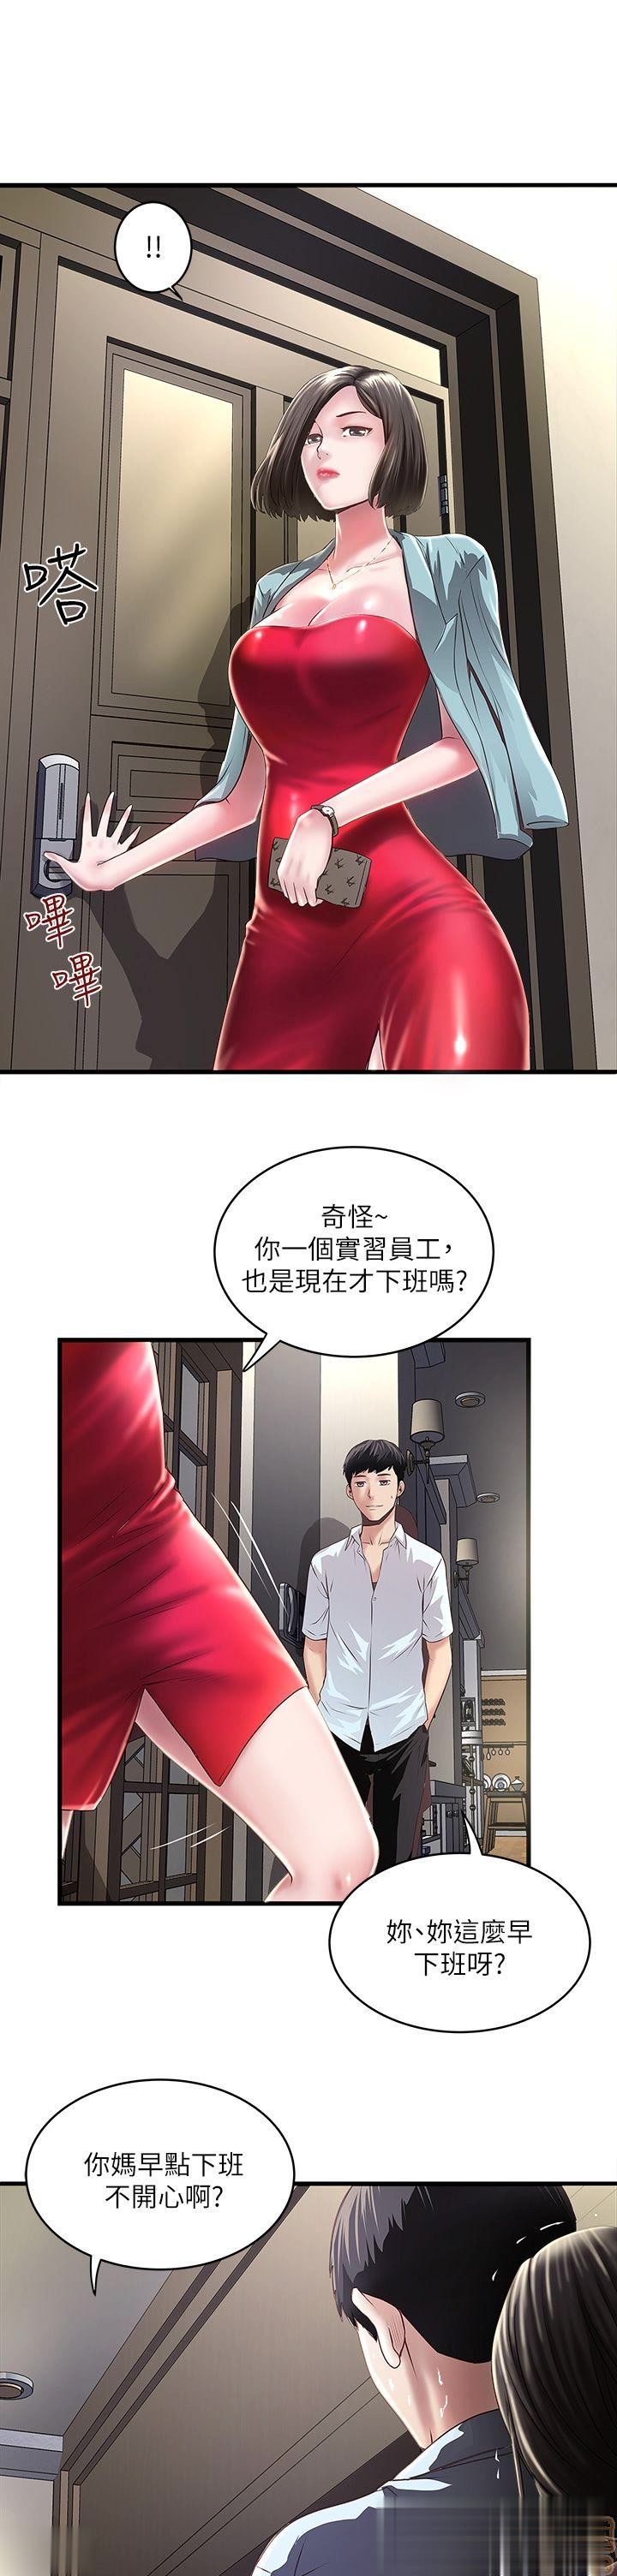 !!
嗒
嗶
嗶
奇怪~
你一個實習員工，
也是現在才下班嗎?
妳、妳這麼早
下班呀?
你媽早點下班
不開心啊?